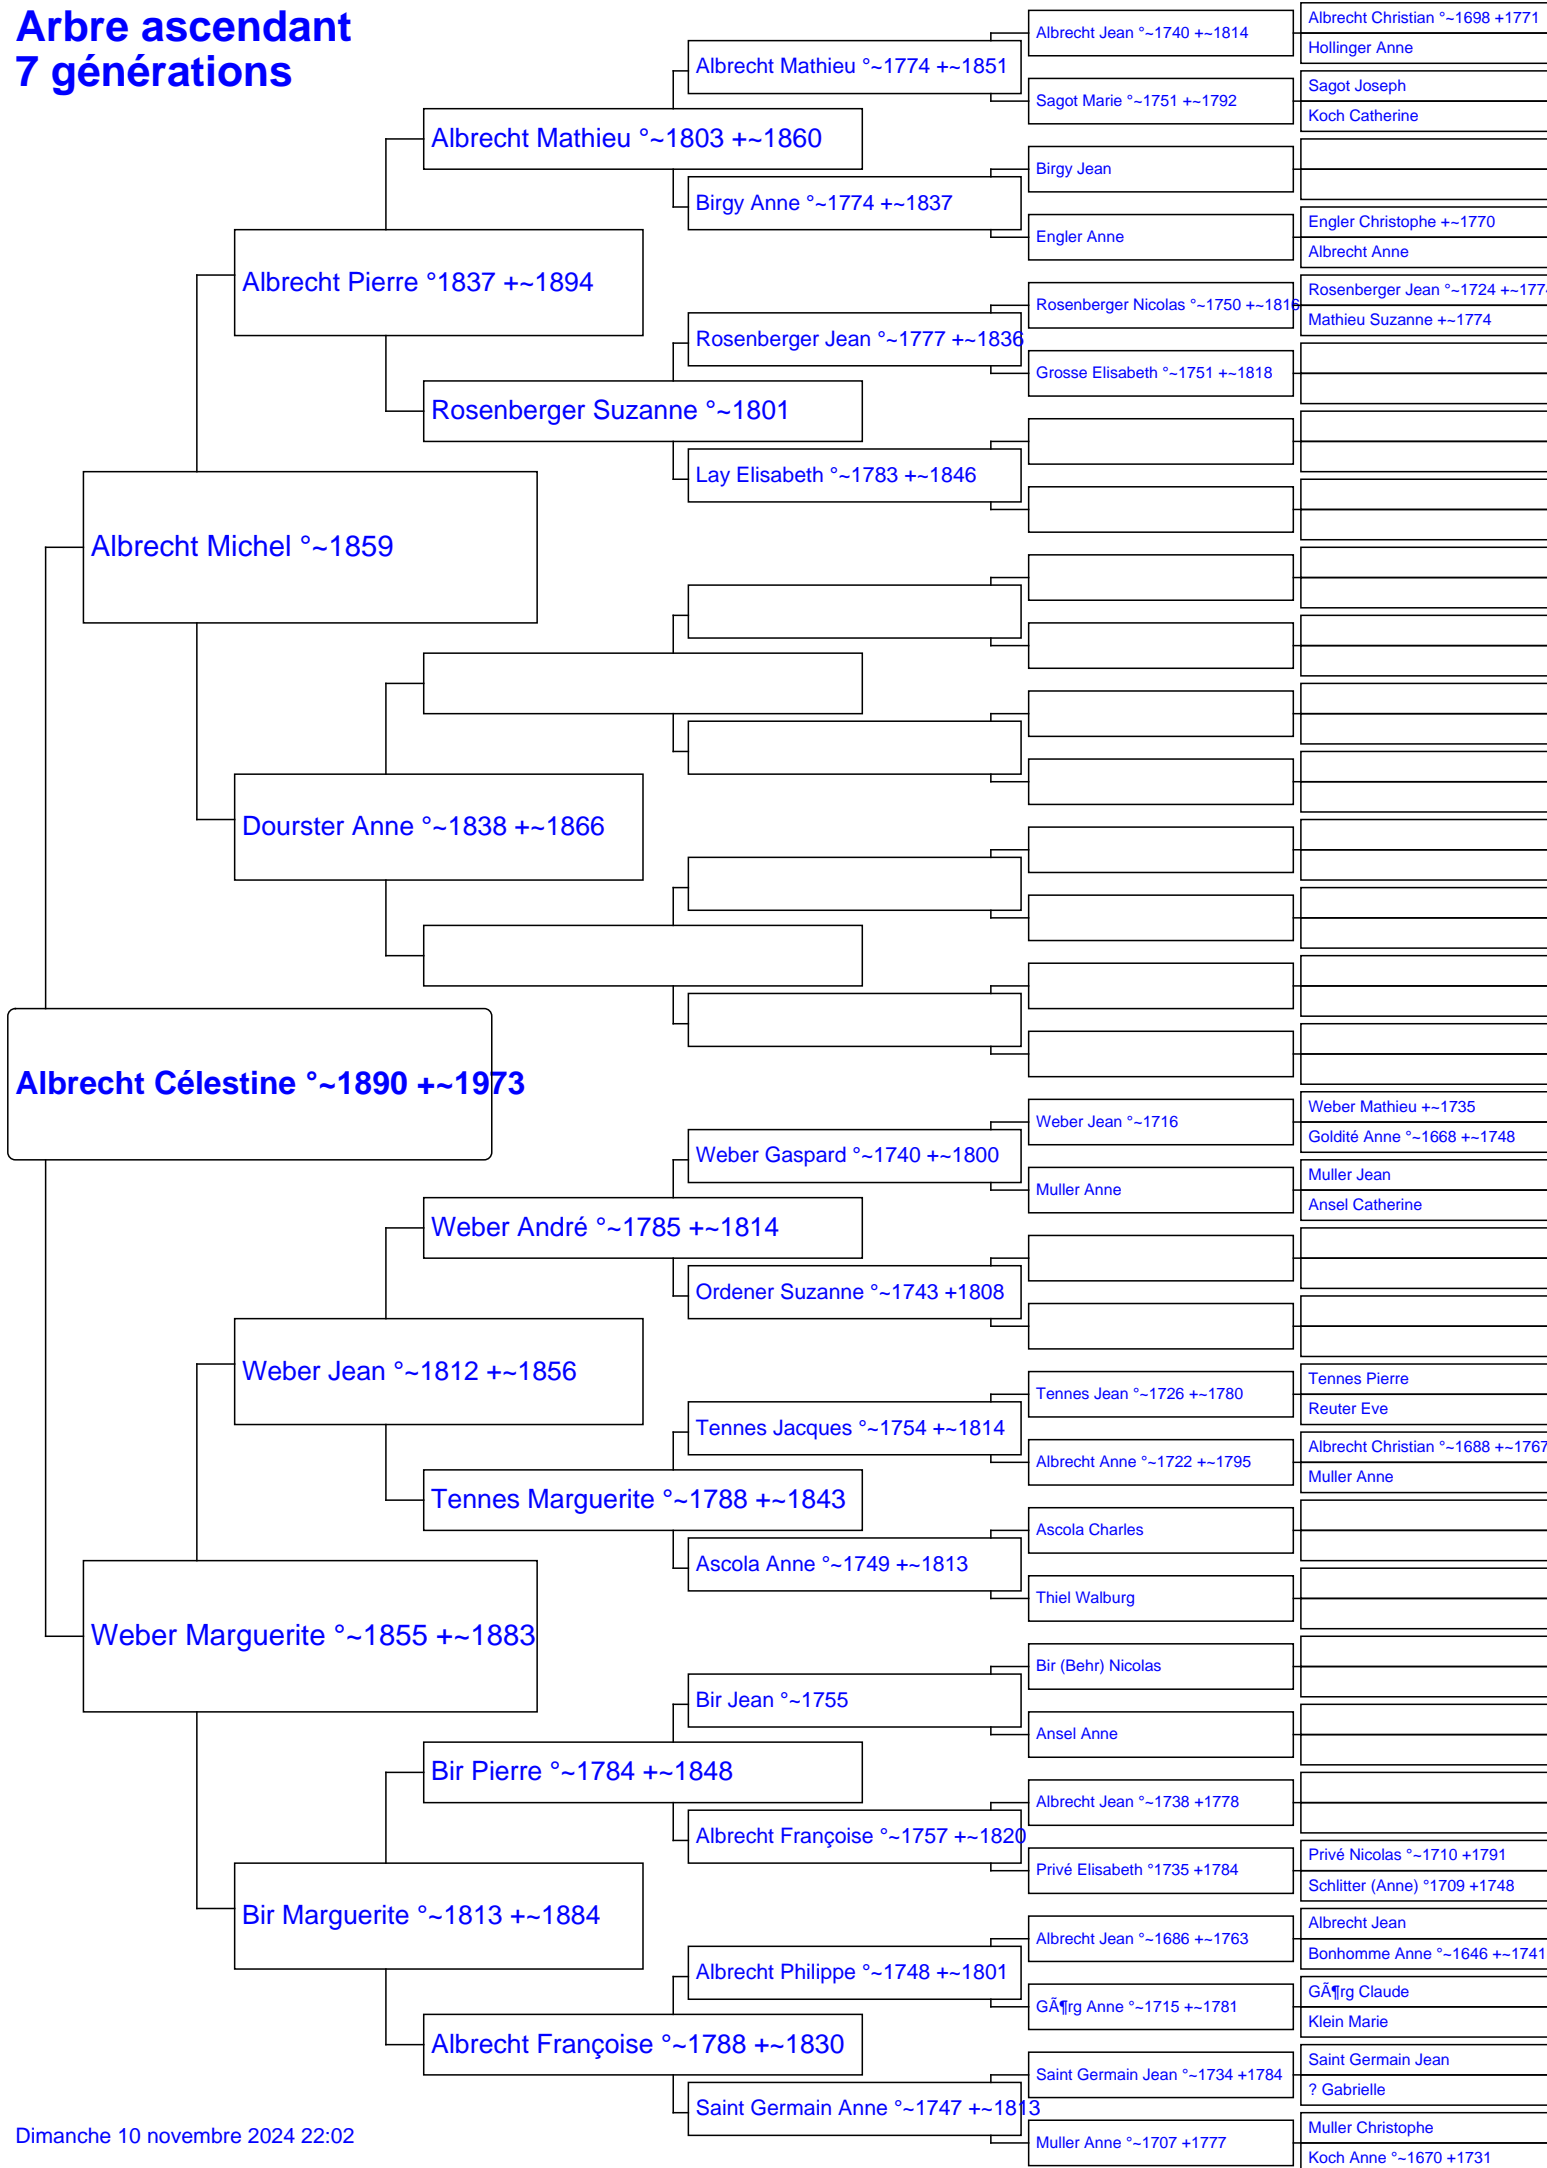 Arbre ascendant
7 générations
Albrecht Célestine °~1890 +~1973
Albrecht Michel °~1859
Weber Marguerite °~1855 +~1883
Albrecht Pierre °1837 +~1894
Dourster Anne °~1838 +~1866
Weber Jean °~1812 +~1856
Bir Marguerite °~1813 +~1884
Albrecht Mathieu °~1803 +~1860
Rosenberger Suzanne °~1801
Weber André °~1785 +~1814
Tennes Marguerite °~1788 +~1843
Bir Pierre °~1784 +~1848
Albrecht Françoise °~1788 +~1830
Albrecht Mathieu °~1774 +~1851
Birgy Anne °~1774 +~1837
Rosenberger Jean °~1777 +~1836
Lay Elisabeth °~1783 +~1846
Weber Gaspard °~1740 +~1800
Ordener Suzanne °~1743 +1808
Tennes Jacques °~1754 +~1814
Ascola Anne °~1749 +~1813
Bir Jean °~1755
Albrecht Françoise °~1757 +~1820
Albrecht Philippe °~1748 +~1801
Saint Germain Anne °~1747 +~1813
Albrecht Jean °~1740 +~1814
Sagot Marie °~1751 +~1792
Birgy Jean
Engler Anne
Rosenberger Nicolas °~1750 +~1816
Grosse Elisabeth °~1751 +~1818
Weber Jean °~1716
Muller Anne
Tennes Jean °~1726 +~1780
Albrecht Anne °~1722 +~1795
Ascola Charles
Thiel Walburg
Bir (Behr) Nicolas
Ansel Anne
Albrecht Jean °~1738 +1778
Privé Elisabeth °1735 +1784
Albrecht Jean °~1686 +~1763
GÃ¶rg Anne °~1715 +~1781
Saint Germain Jean °~1734 +1784
Muller Anne °~1707 +1777
Albrecht Christian °~1698 +1771
Hollinger Anne
Sagot Joseph
Koch Catherine
Engler Christophe +~1770
Albrecht Anne
Rosenberger Jean °~1724 +~1774
Mathieu Suzanne +~1774
Weber Mathieu +~1735
Goldité Anne °~1668 +~1748
Muller Jean
Ansel Catherine
Tennes Pierre
Reuter Eve
Albrecht Christian °~1688 +~1767
Muller Anne
Privé Nicolas °~1710 +1791
Schlitter (Anne) °1709 +1748
Albrecht Jean
Bonhomme Anne °~1646 +~1741
GÃ¶rg Claude
Klein Marie
Saint Germain Jean
? Gabrielle
Muller Christophe
Koch Anne °~1670 +1731
Dimanche 10 novembre 2024 22:02